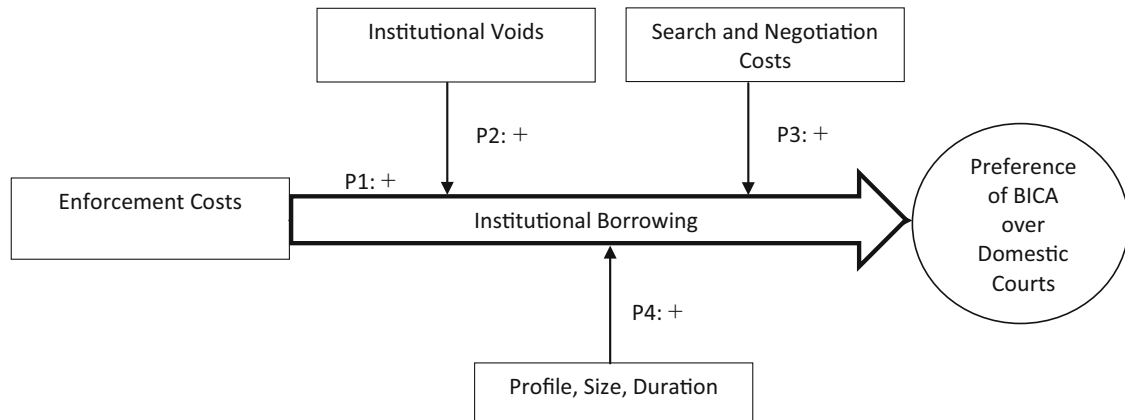 Institutional Voids
Search and Negotiation
Costs
P2: +
P3: +
P1: +
Enforcement Costs
Institutional Borrowing
Preference
of BICA
over
Domestic
Courts
P4: +
Profile, Size, Duration